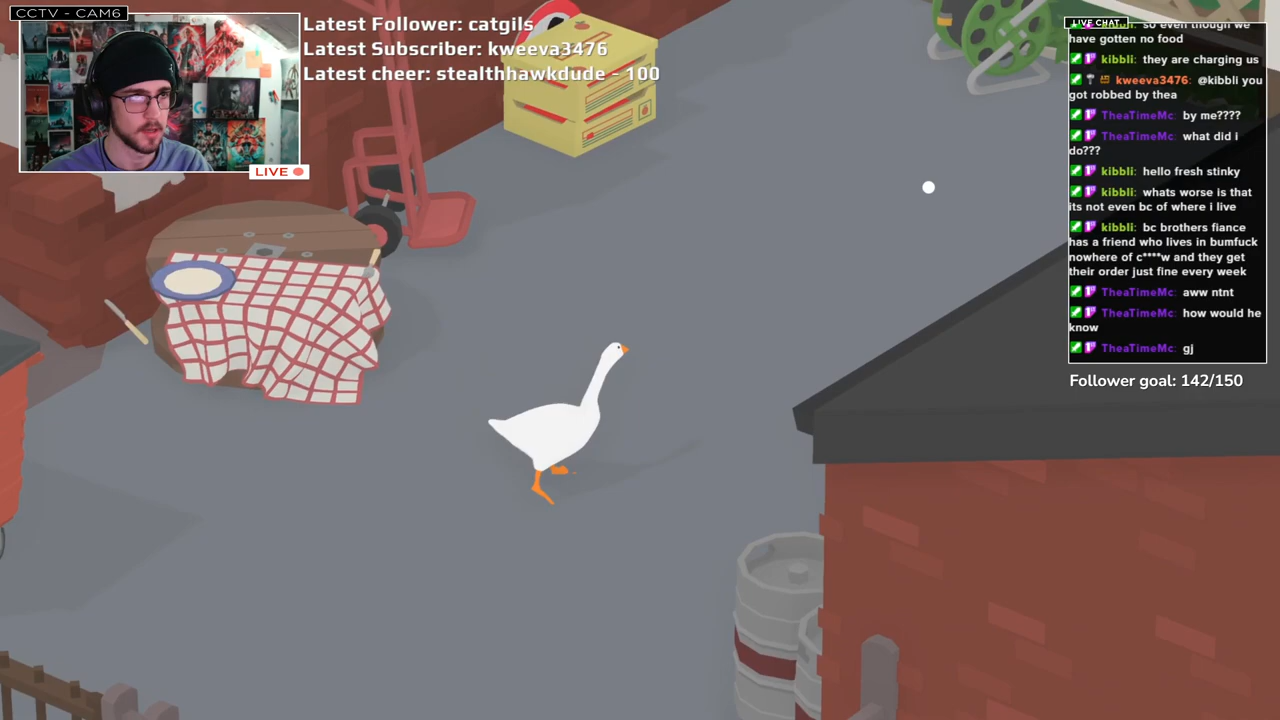 CCTV - CAM6
LIVE
Latest Follower: catgils
Latest Subscriber: kweeva3476
Latest cheer: stealthhawkdude - 100
LIVE CHAT
so even though we
have gotten no food
kibbli: they are charging us
kweeva3476: @kibbli you
got robbed by thea
TheaTimeMc: by me????
TheaTimeMc: what did i
do???
kibbli: hello fresh stinky
kibbli: whats worse is that
its not even bc of where i live
kibbli: bc brothers fiance
has a friend who lives in bumfuck
nowhere of c****w and they get
their order just fine every week
TheaTimeMc: aww ntnt
TheaTimeMc: how would he
know
TheaTimeMc: gj
Follower goal: 142/150